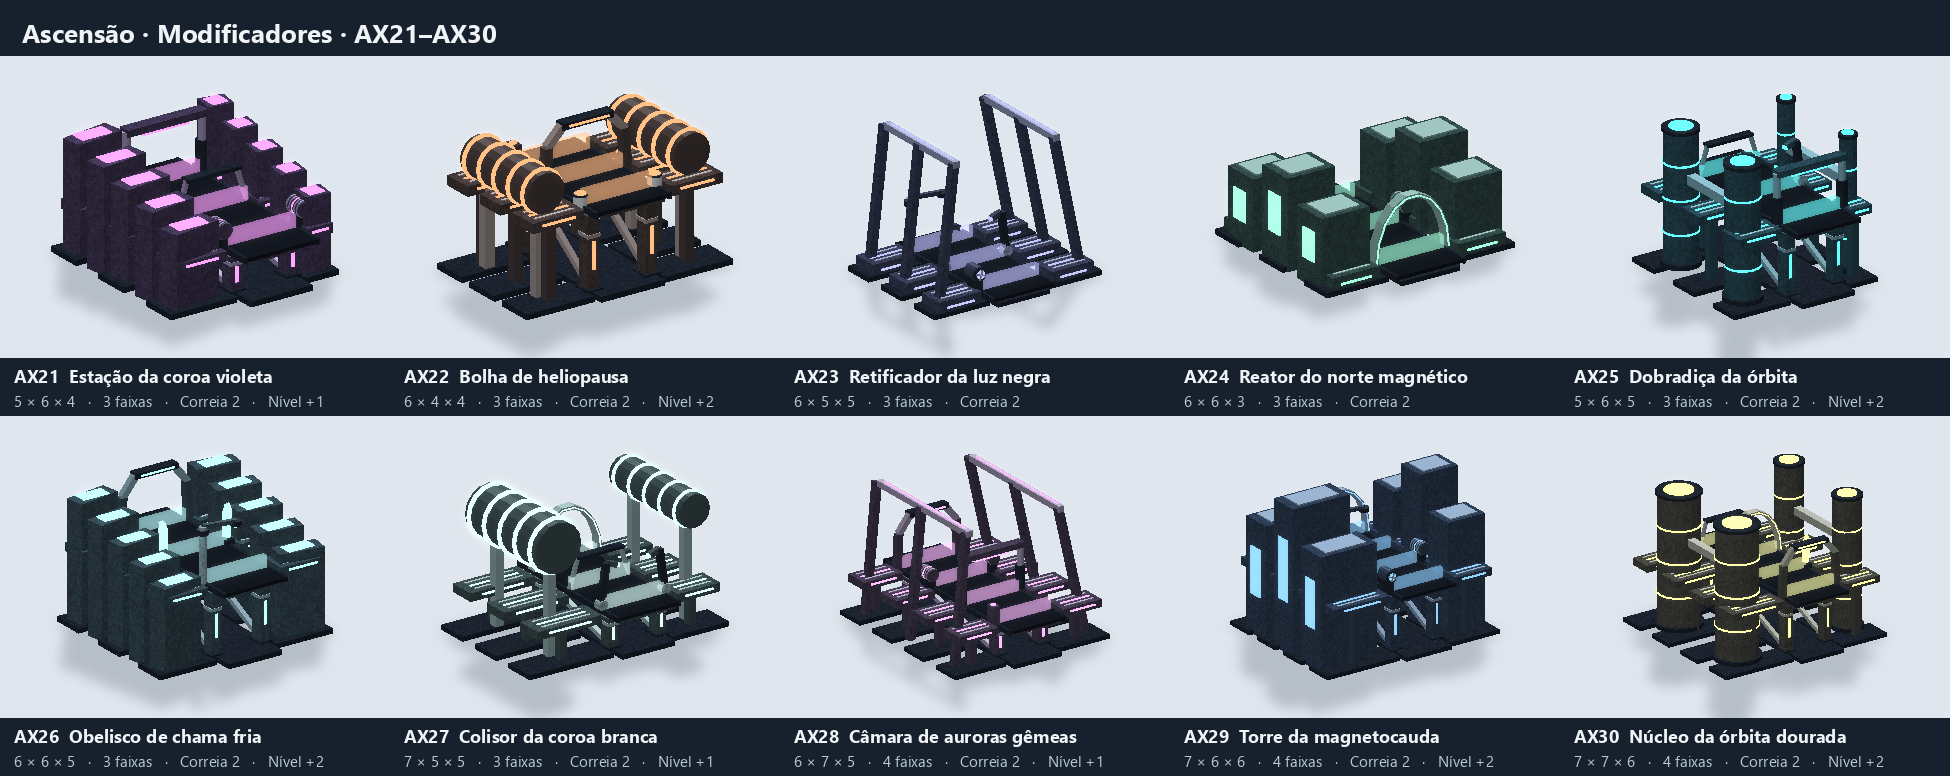 Ascensão · Modificadores · AX21–AX30
AX21 Estação da coroa violeta
5 × 6 × 4 · 3 faixas · Correia 2 · Nível +1
AX22 Bolha de heliopausa
6 × 4 × 4 · 3 faixas · Correia 2 · Nível +2
AX23 Retificador da luz negra
6 × 5 × 5 · 3 faixas · Correia 2
AX24 Reator do norte magnético
6 × 6 × 3 · 3 faixas · Correia 2
AX25 Dobradiça da órbita
5 × 6 × 5 · 3 faixas · Correia 2 · Nível +2
AX26 Obelisco de chama fria
6 × 6 × 5 · 3 faixas · Correia 2 · Nível +2
AX27 Colisor da coroa branca
7 × 5 × 5 · 3 faixas · Correia 2 · Nível +1
AX28 Câmara de auroras gêmeas
6 × 7 × 5 · 4 faixas · Correia 2 · Nível +1
AX29 Torre da magnetocauda
7 × 6 × 6 · 4 faixas · Correia 2 · Nível +2
AX30 Núcleo da órbita dourada
7 × 7 × 6 · 4 faixas · Correia 2 · Nível +2